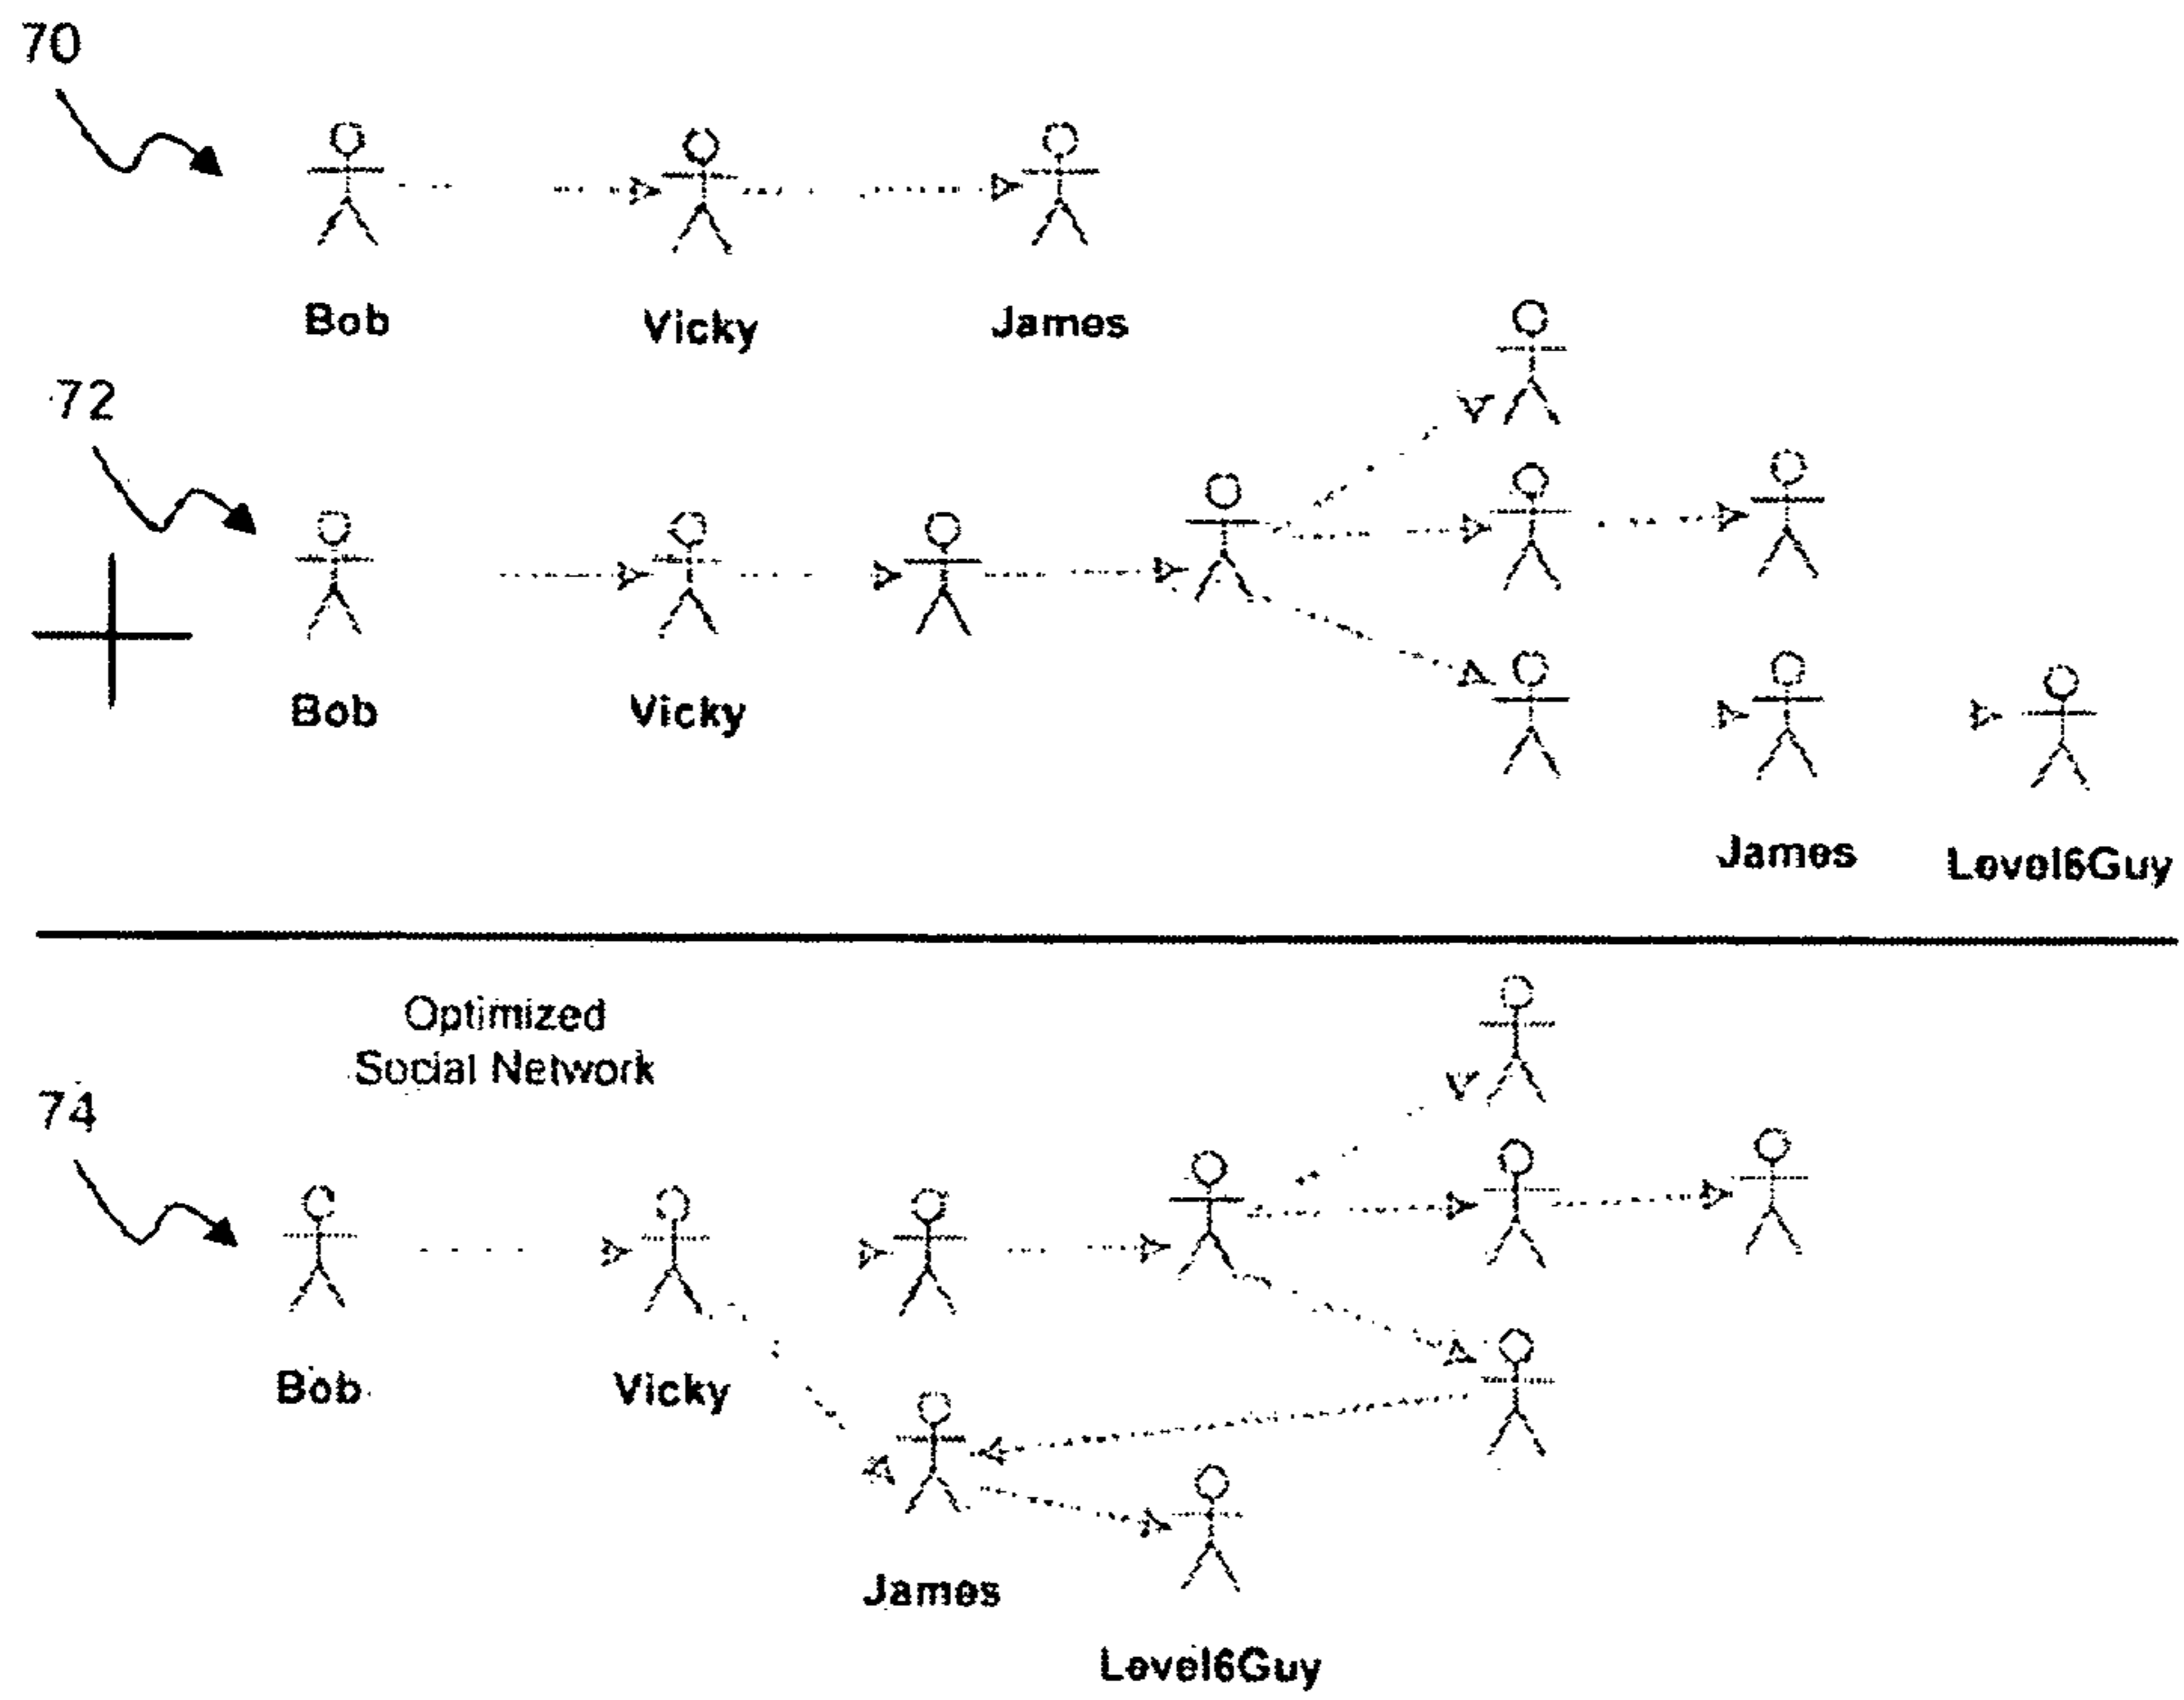 70
Bob Vicky James
72
Bob Vicky
James Level6Guy
Optimized
Social Network
74
Bob Vicky
James
Level6Guy